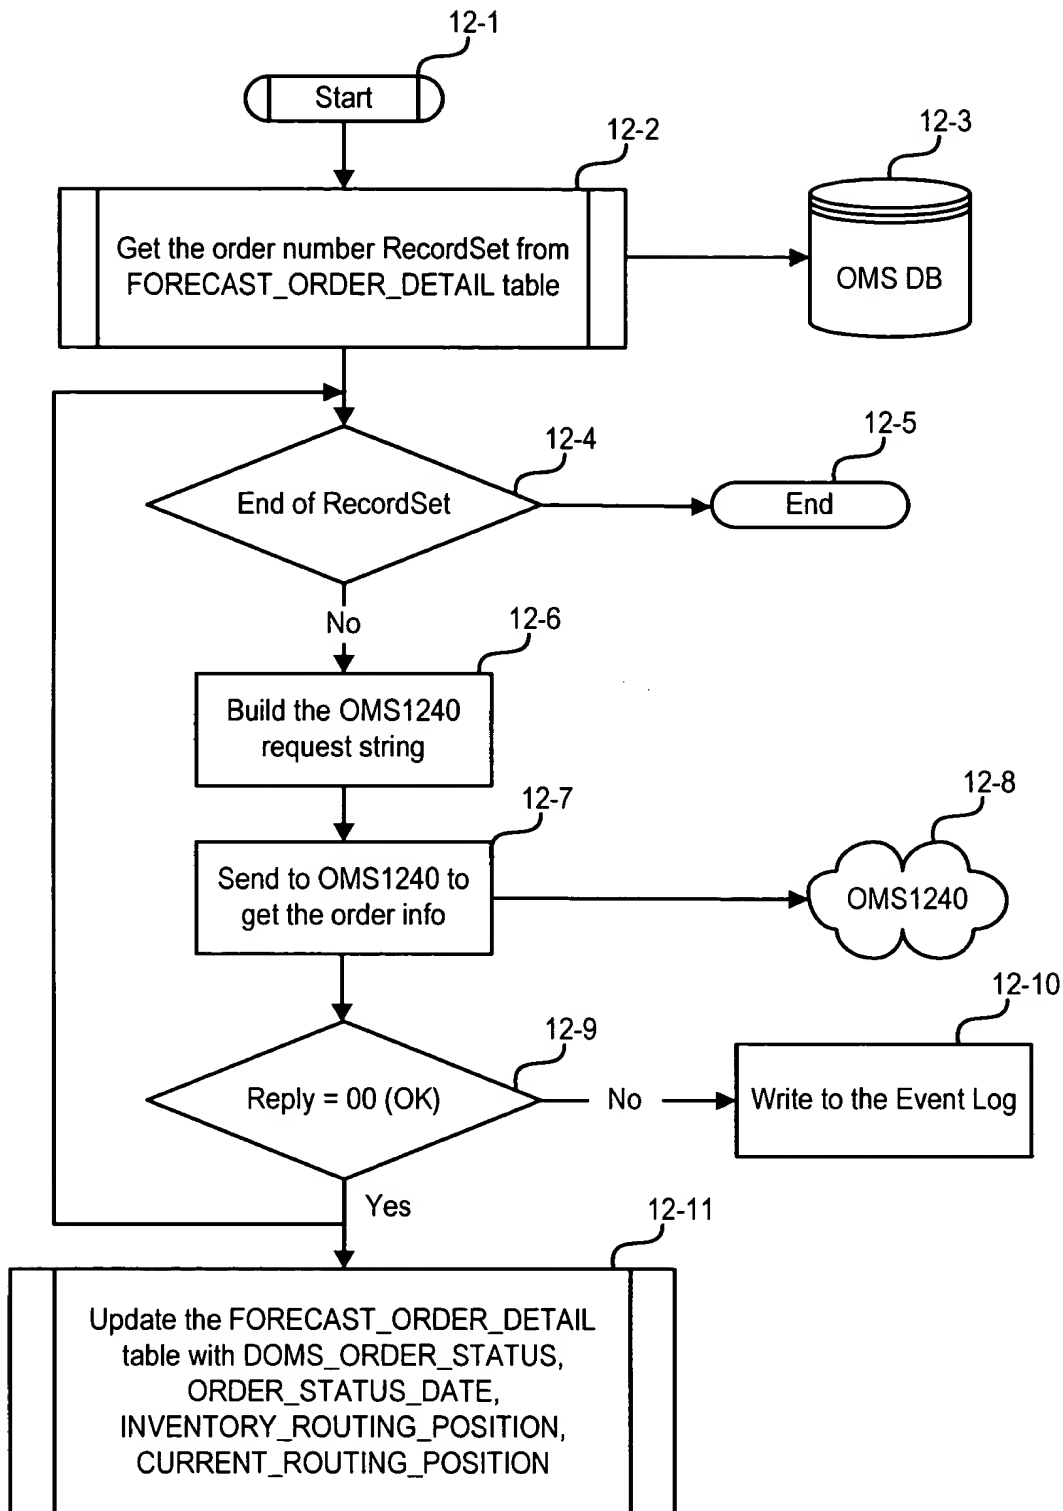 12-1
Start
12-2
12-3
Get the order number RecordSet from
FORECAST_ORDER_DETAIL table
OMS DB
12-4
12-5
End of RecordSet
End
No
12-6
Build the OMS1240
request string
12-7
12-8
Send to OMS1240 to
get the order info
OMS1240
12-9
12-10
Reply = 00 (OK)
No
Write to the Event Log
Yes
12-11
Update the FORECAST_ORDER_DETAIL
table with DOMS_ORDER_STATUS,
ORDER_STATUS_DATE,
INVENTORY_ROUTING_POSITION,
CURRENT_ROUTING_POSITION